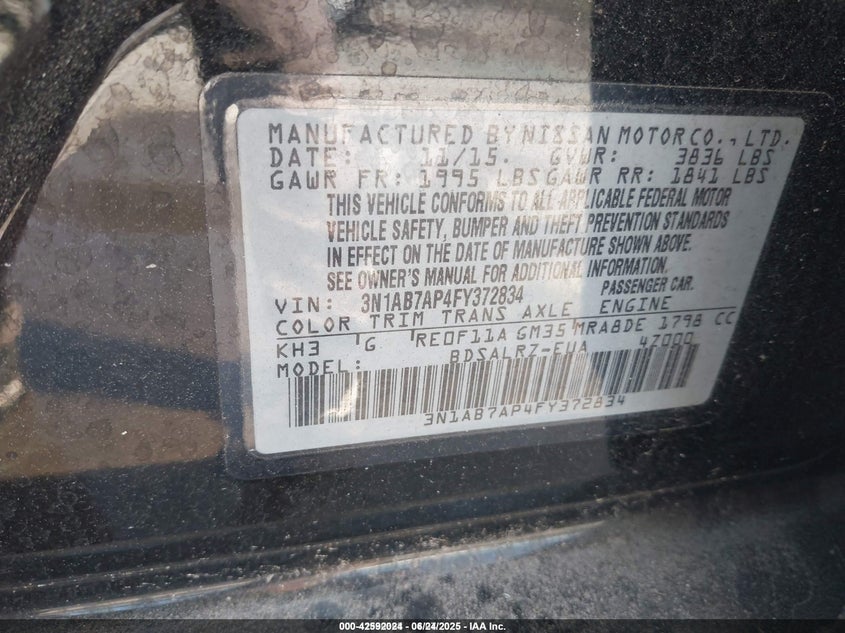 MANUFACTURED BY NISSAN MOTOR CO., LTD.
DATE: 11/15. GVWR: 3836 LBS
GAWR FR: 1995 LBS GAWR RR: 1841 LBS
THIS VEHICLE CONFORMS TO ALL APPLICABLE FEDERAL MOTOR
VEHICLE SAFETY, BUMPER AND THEFT PREVENTION STANDARDS
IN EFFECT ON THE DATE OF MANUFACTURE SHOWN ABOVE.
SEE OWNER'S MANUAL FOR ADDITIONAL INFORMATION.
VIN: 3N1AB7AP4FY372834 PASSENGER CAR.
COLOR TRIM TRANS AXLE ENGINE
KH3 G RE0F11A GM35 MRA8DE 1798 CC
MODEL: BDSALRZ-EUA 4Z000
3N1AB7AP4FY372834
06/24/2025 - IAA Inc.